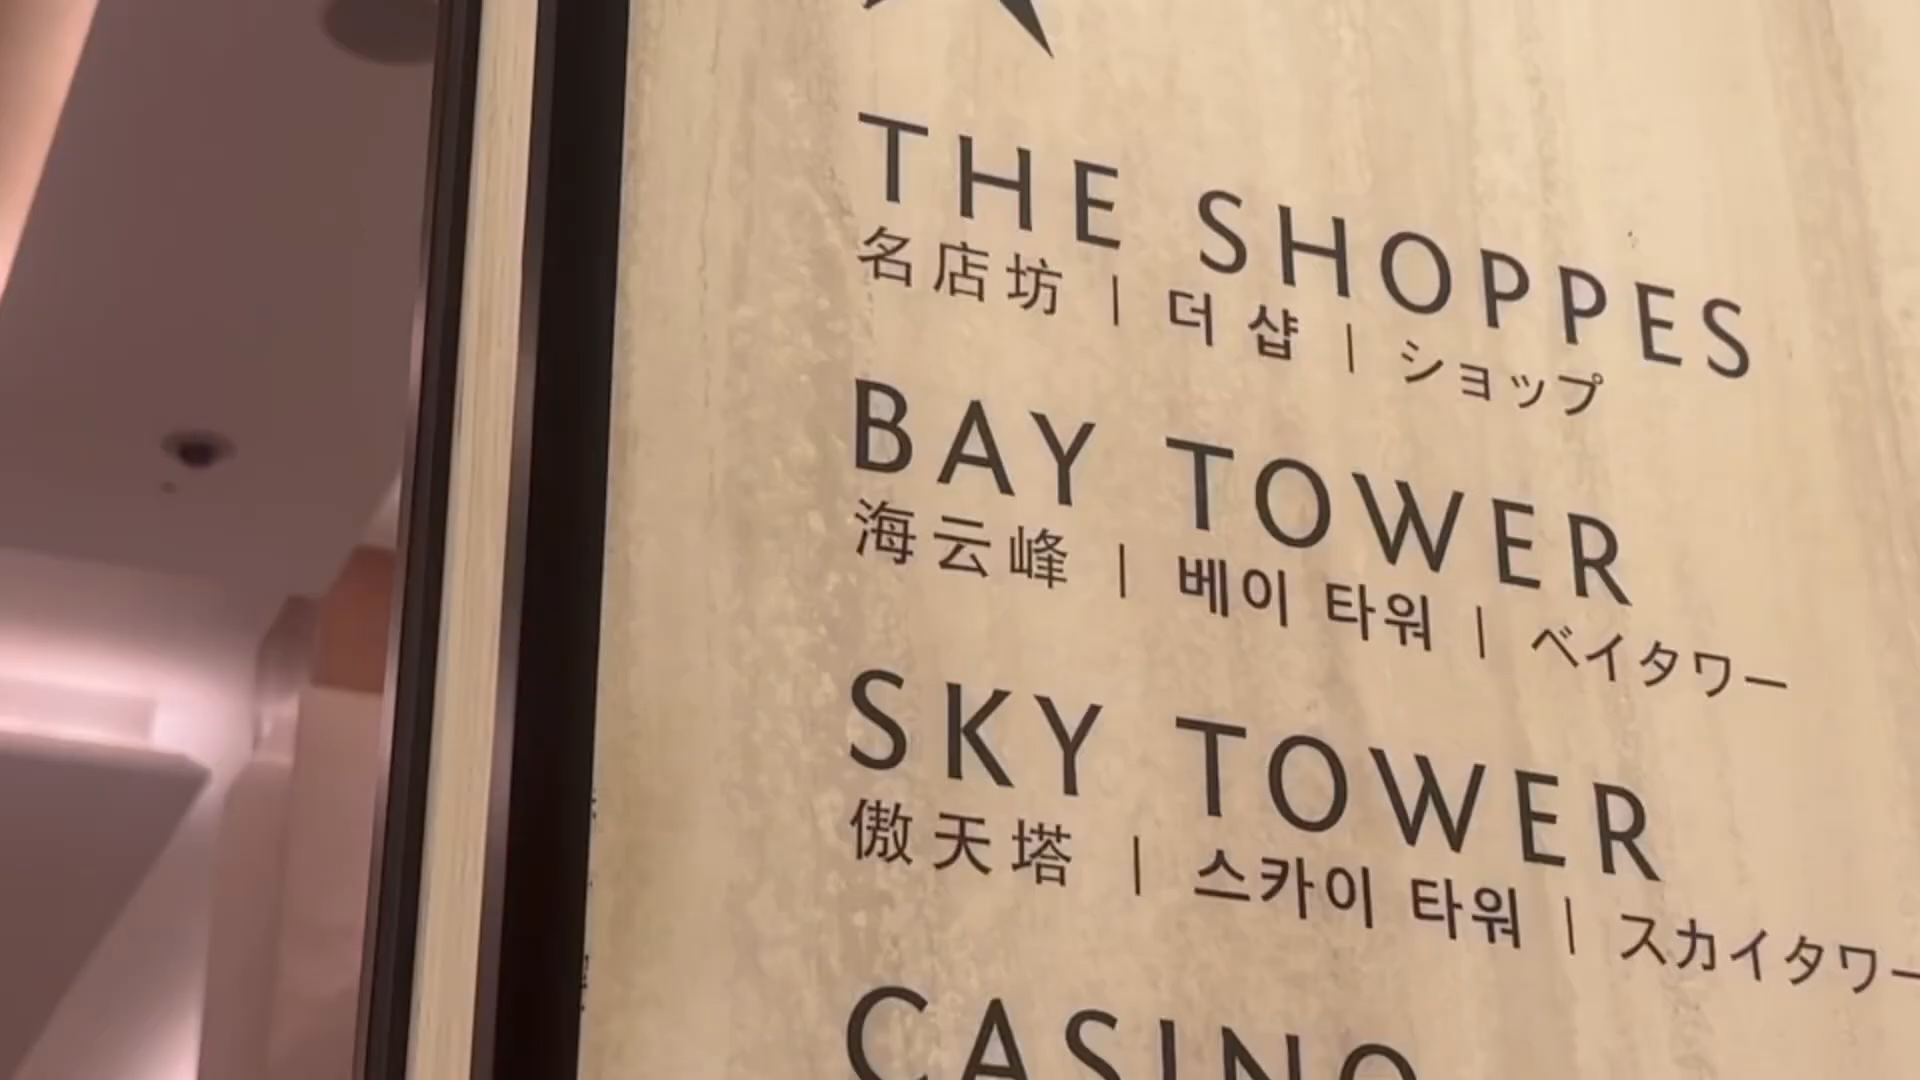 THE SHOPPES
名店坊 | 더 샵 | ショップ
BAY TOWER
海云峰 | 베이 타워 | ベイタワー
SKY TOWER
傲天塔 | 스카이 타워 | スカイタワー
CASINO